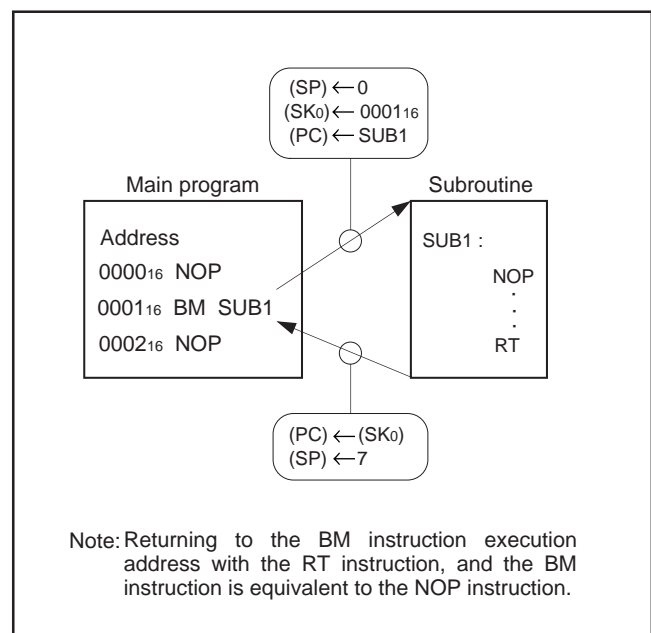 (SP) ← 0
(SK0) ← 000116
(PC) ← SUB1
Main program
Subroutine
Address
000016 NOP
000116 BM SUB1
000216 NOP
SUB1 :
NOP
·
·
·
RT
(PC) ← (SK0)
(SP) ← 7
Note: Returning to the BM instruction execution
address with the RT instruction, and the BM
instruction is equivalent to the NOP instruction.